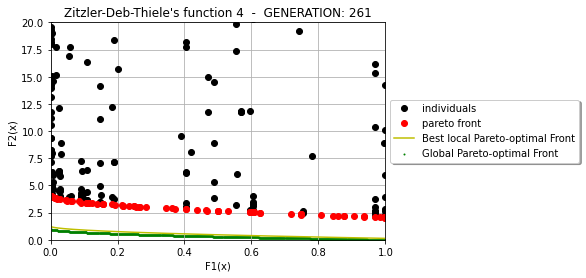 Zitzler-Deb-Thiele's function 4 - GENERATION: 261
F2(x)
20.0
17.5
15.0
12.5
10.0
7.5
5.0
2.5
0.0
0.0 0.2 0.4 0.6 0.8 1.0
F1(x)
individuals
pareto front
Best local Pareto-optimal Front
Global Pareto-optimal Front